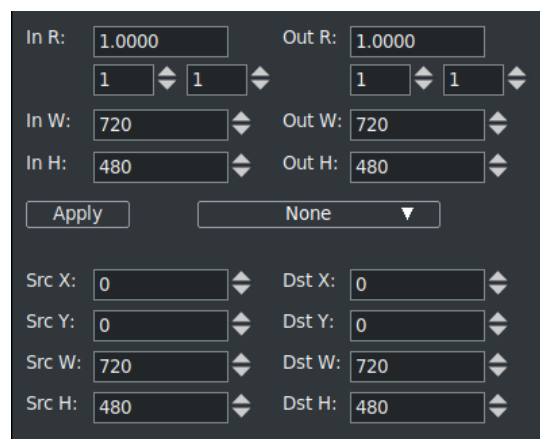 In R: 1.0000 Out R: 1.0000
1 1 1 1
In W: 720 Out W: 720
In H: 480 Out H: 480
Apply None
Src X: 0 Dst X: 0
Src Y: 0 Dst Y: 0
Src W: 720 Dst W: 720
Src H: 480 Dst H: 480